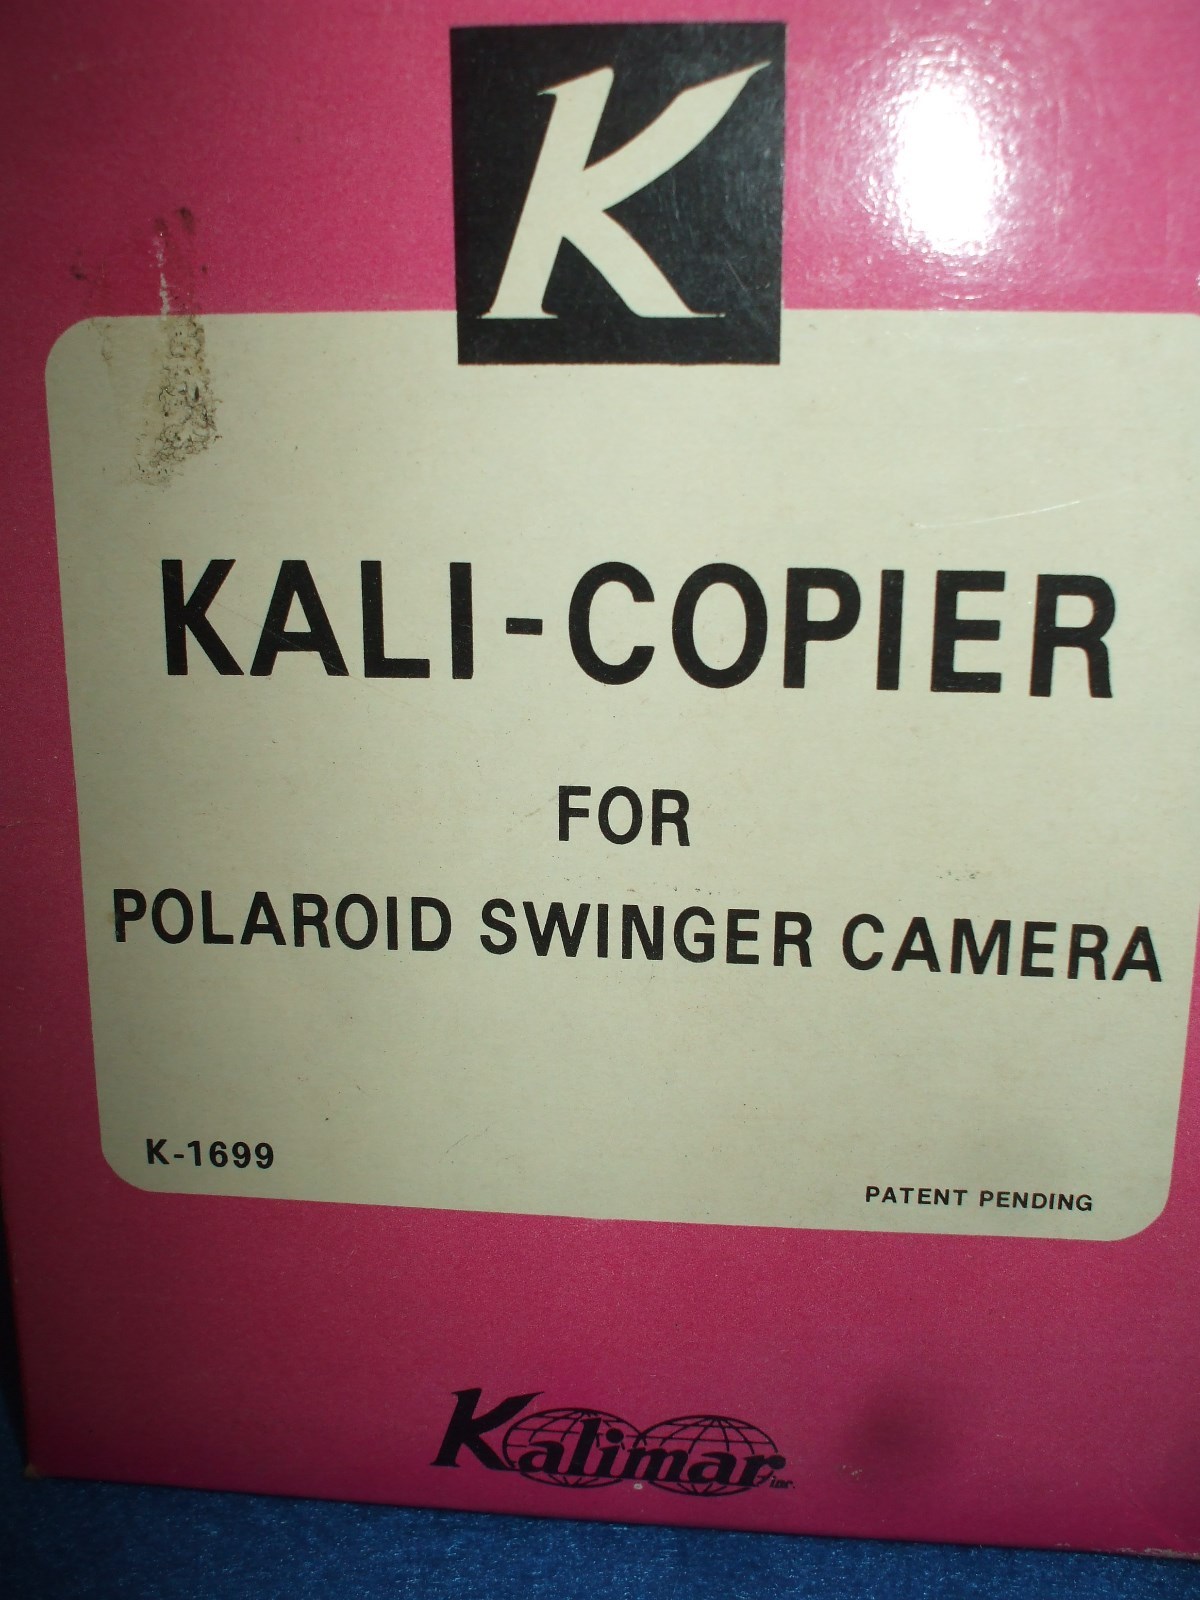 K
KALI-COPIER
FOR
POLAROID SWINGER CAMERA
K-1699
PATENT PENDING
Kalimar inc.